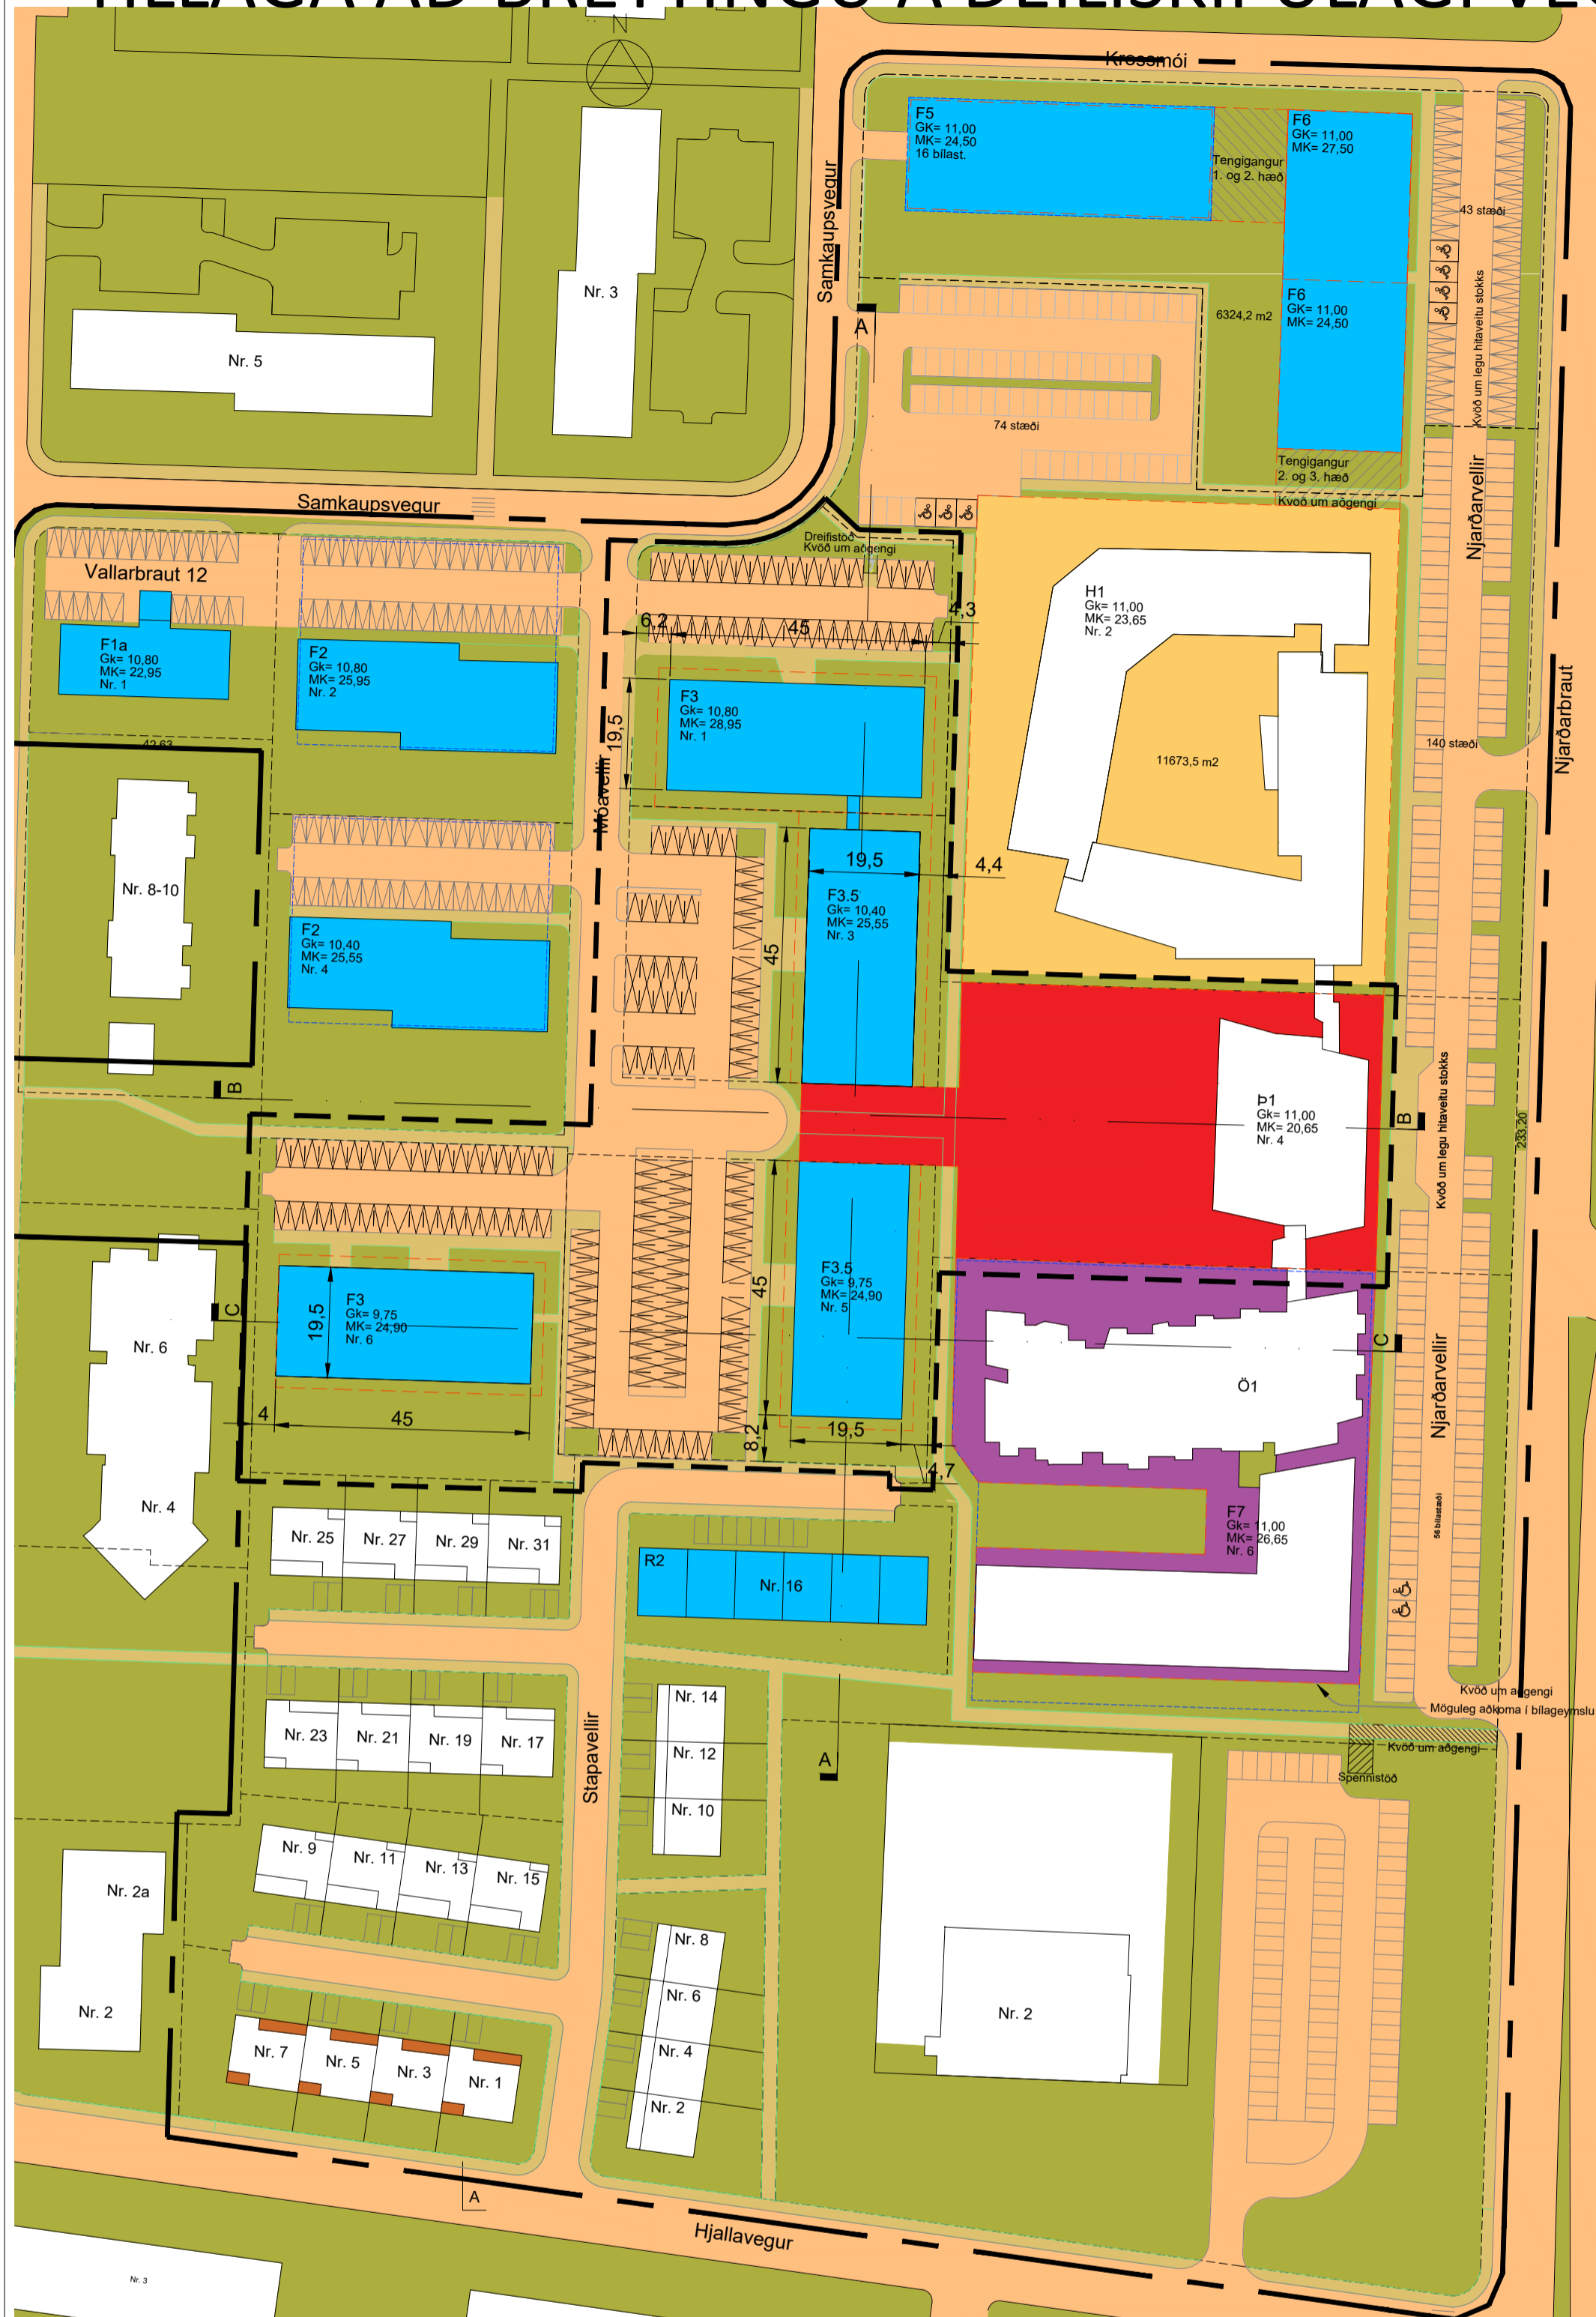 TILLAGA AÐ BREYTINGU Á DEILISKIPULAGI VEG
N
Krossmói
Samkaupsvegur
F5
GK= 11,00
MK= 24,50
16 bílast.
Tengigangur
1. og 2. hæð
F6
GK= 11,00
MK= 27,50
43 stæði
Kvöð um legu hitaveitu stokks
F6
GK= 11,00
MK= 24,50
6324,2 m2
A
74 stæði
Nr. 3
Nr. 5
Tengigangur
2. og 3. hæð
Kvöð um aðgengi
Njarðarvellir
Samkaupsvegur
Dreifistöð
Kvöð um aðgengi
Vallarbraut 12
F1a
Gk= 10,80
MK= 22,95
Nr. 1
F2
Gk= 10,80
MK= 25,95
Nr. 2
6,2
45
4,3
H1
Gk= 11,00
MK= 23,65
Nr. 2
F3
Gk= 10,80
MK= 28,95
Nr. 1
19,5
Móavellir
42,63
11673,5 m2
140 stæði
Njarðarbraut
Nr. 8-10
19,5
4,4
F3.5
Gk= 10,40
MK= 25,55
Nr. 3
45
F2
Gk= 10,40
MK= 25,55
Nr. 4
B
Þ1
Gk= 11,00
MK= 20,65
Nr. 4
B
Kvöð um legu hitaveitu stokks
233,20
F3.5
Gk= 9,75
MK= 24,90
Nr. 5
45
F3
Gk= 9,75
MK= 24,90
Nr. 6
19,5
C
C
Nr. 6
Ö1
Njarðarvellir
4
45
8,2
19,5
4,7
Nr. 4
F7
Gk= 11,00
MK= 26,65
Nr. 6
56 bílastæði
Nr. 25
Nr. 27
Nr. 29
Nr. 31
R2
Nr. 16
Kvöð um aðgengi
Möguleg aðkoma í bílageymslu
Kvöð um aðgengi
Spennistöð
Nr. 23
Nr. 21
Nr. 19
Nr. 17
Stapavellir
Nr. 14
Nr. 12
Nr. 10
A
Nr. 9
Nr. 11
Nr. 13
Nr. 15
Nr. 2a
Nr. 2
Nr. 8
Nr. 6
Nr. 4
Nr. 2
Nr. 2
Nr. 7
Nr. 5
Nr. 3
Nr. 1
A
Hjallavegur
Nr. 3